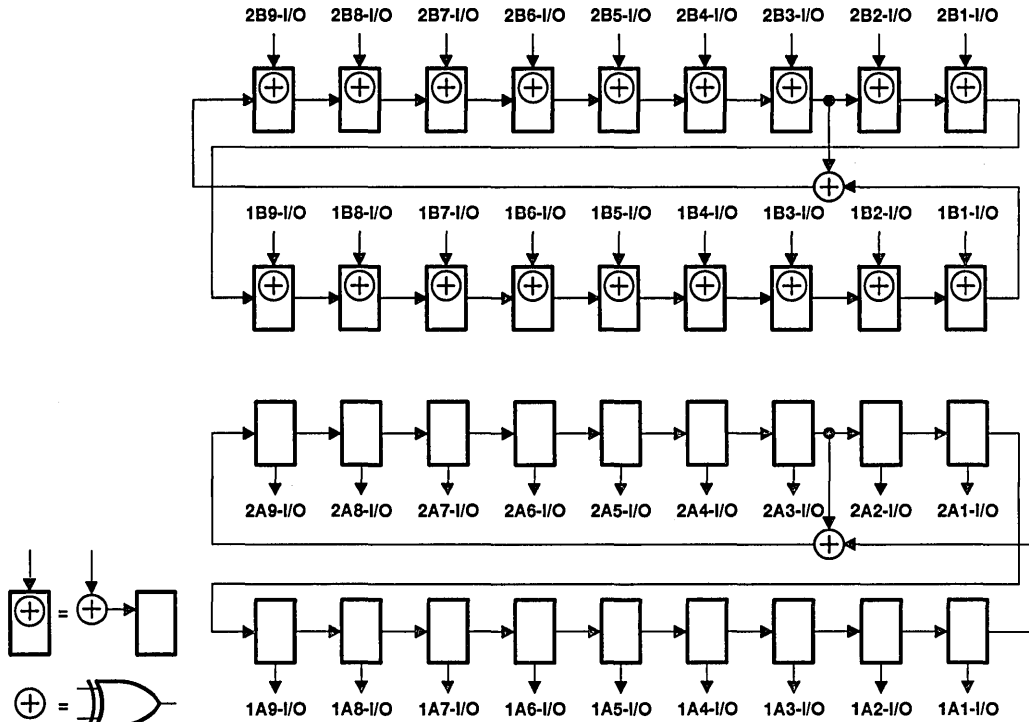 2B9-I/O 2B8-I/O 2B7-I/O 2B6-I/O 2B5-I/O 2B4-I/O 2B3-I/O 2B2-I/O 2B1-I/O
1B9-I/O 1B8-I/O 1B7-I/O 1B6-I/O 1B5-I/O 1B4-I/O 1B3-I/O 1B2-I/O 1B1-I/O
2A9-I/O 2A8-I/O 2A7-I/O 2A6-I/O 2A5-I/O 2A4-I/O 2A3-I/O 2A2-I/O 2A1-I/O
=
=
1A9-I/O 1A8-I/O 1A7-I/O 1A6-I/O 1A5-I/O 1A4-I/O 1A3-I/O 1A2-I/O 1A1-I/O